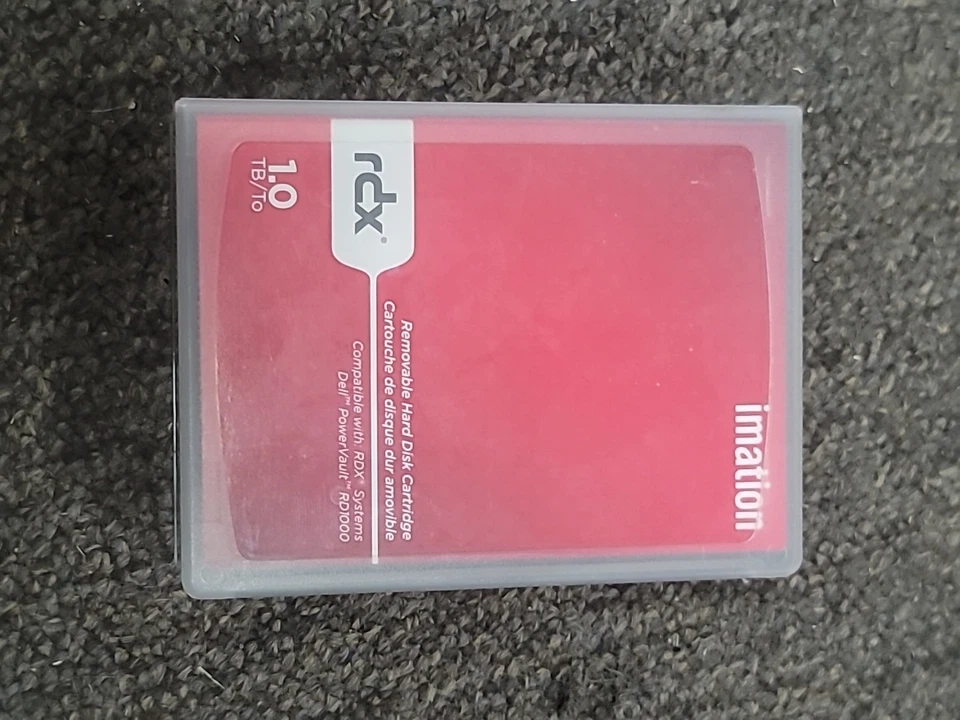 imation
rdx®
Removable Hard Disk Cartridge
Cartouche de disque dur amovible
Compatible with RDX® Systems
Dell™ PowerVault™ RD1000
1.0
TB/To